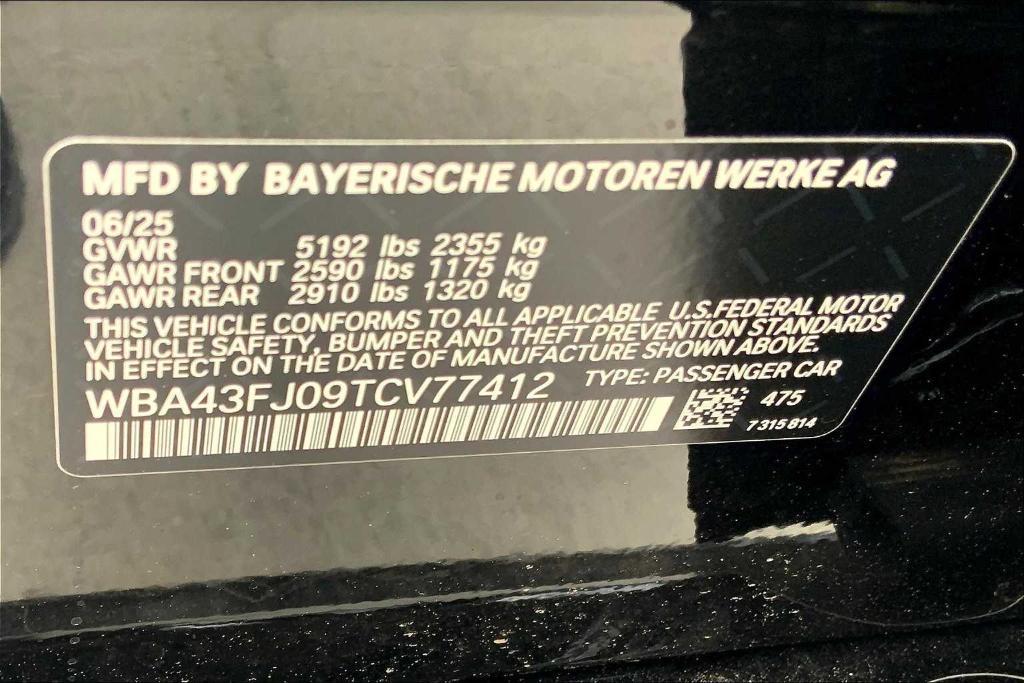 MFD BY BAYERISCHE MOTOREN WERKE AG
06/25
GVWR 5192 lbs 2355 kg
GAWR FRONT 2590 lbs 1175 kg
GAWR REAR 2910 lbs 1320 kg
THIS VEHICLE CONFORMS TO ALL APPLICABLE U.S.FEDERAL MOTOR
VEHICLE SAFETY, BUMPER AND THEFT PREVENTION STANDARDS
IN EFFECT ON THE DATE OF MANUFACTURE SHOWN ABOVE.
WBA43FJ09TCV77412 TYPE: PASSENGER CAR
475
7315814